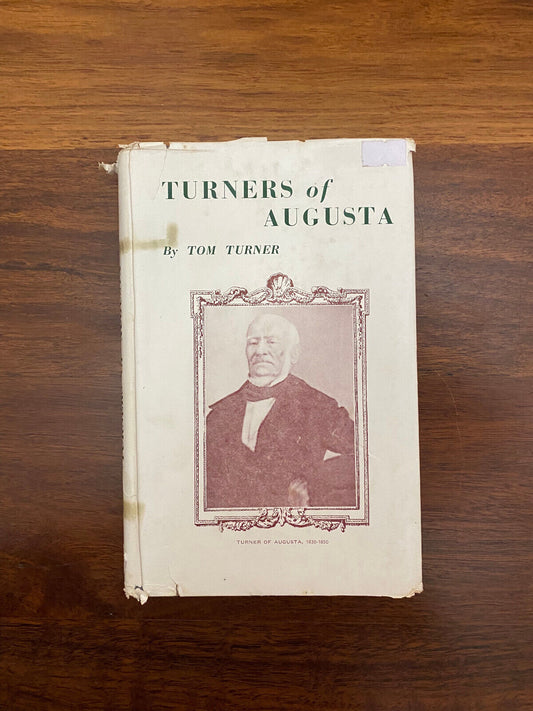 TURNERS of
AUGUSTA
By TOM TURNER
TURNER OF AUGUSTA, 1830-1850